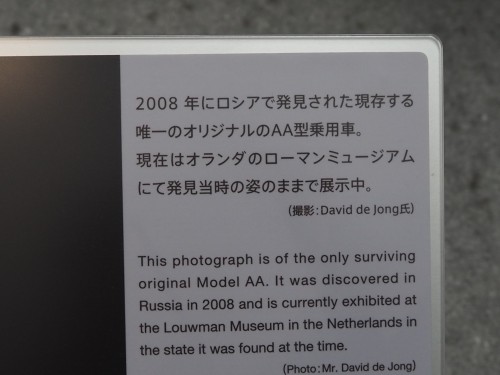 2008 年にロシアで発見された現存する
唯一のオリジナルのAA型乗用車。
現在はオランダのローマンミュージアム
にて発見当時の姿のままで展示中。
（撮影：David de Jong氏）
This photograph is of the only surviving
original Model AA. It was discovered in
Russia in 2008 and is currently exhibited at
the Louwman Museum in the Netherlands in
the state it was found at the time.
(Photo: Mr. David de Jong)